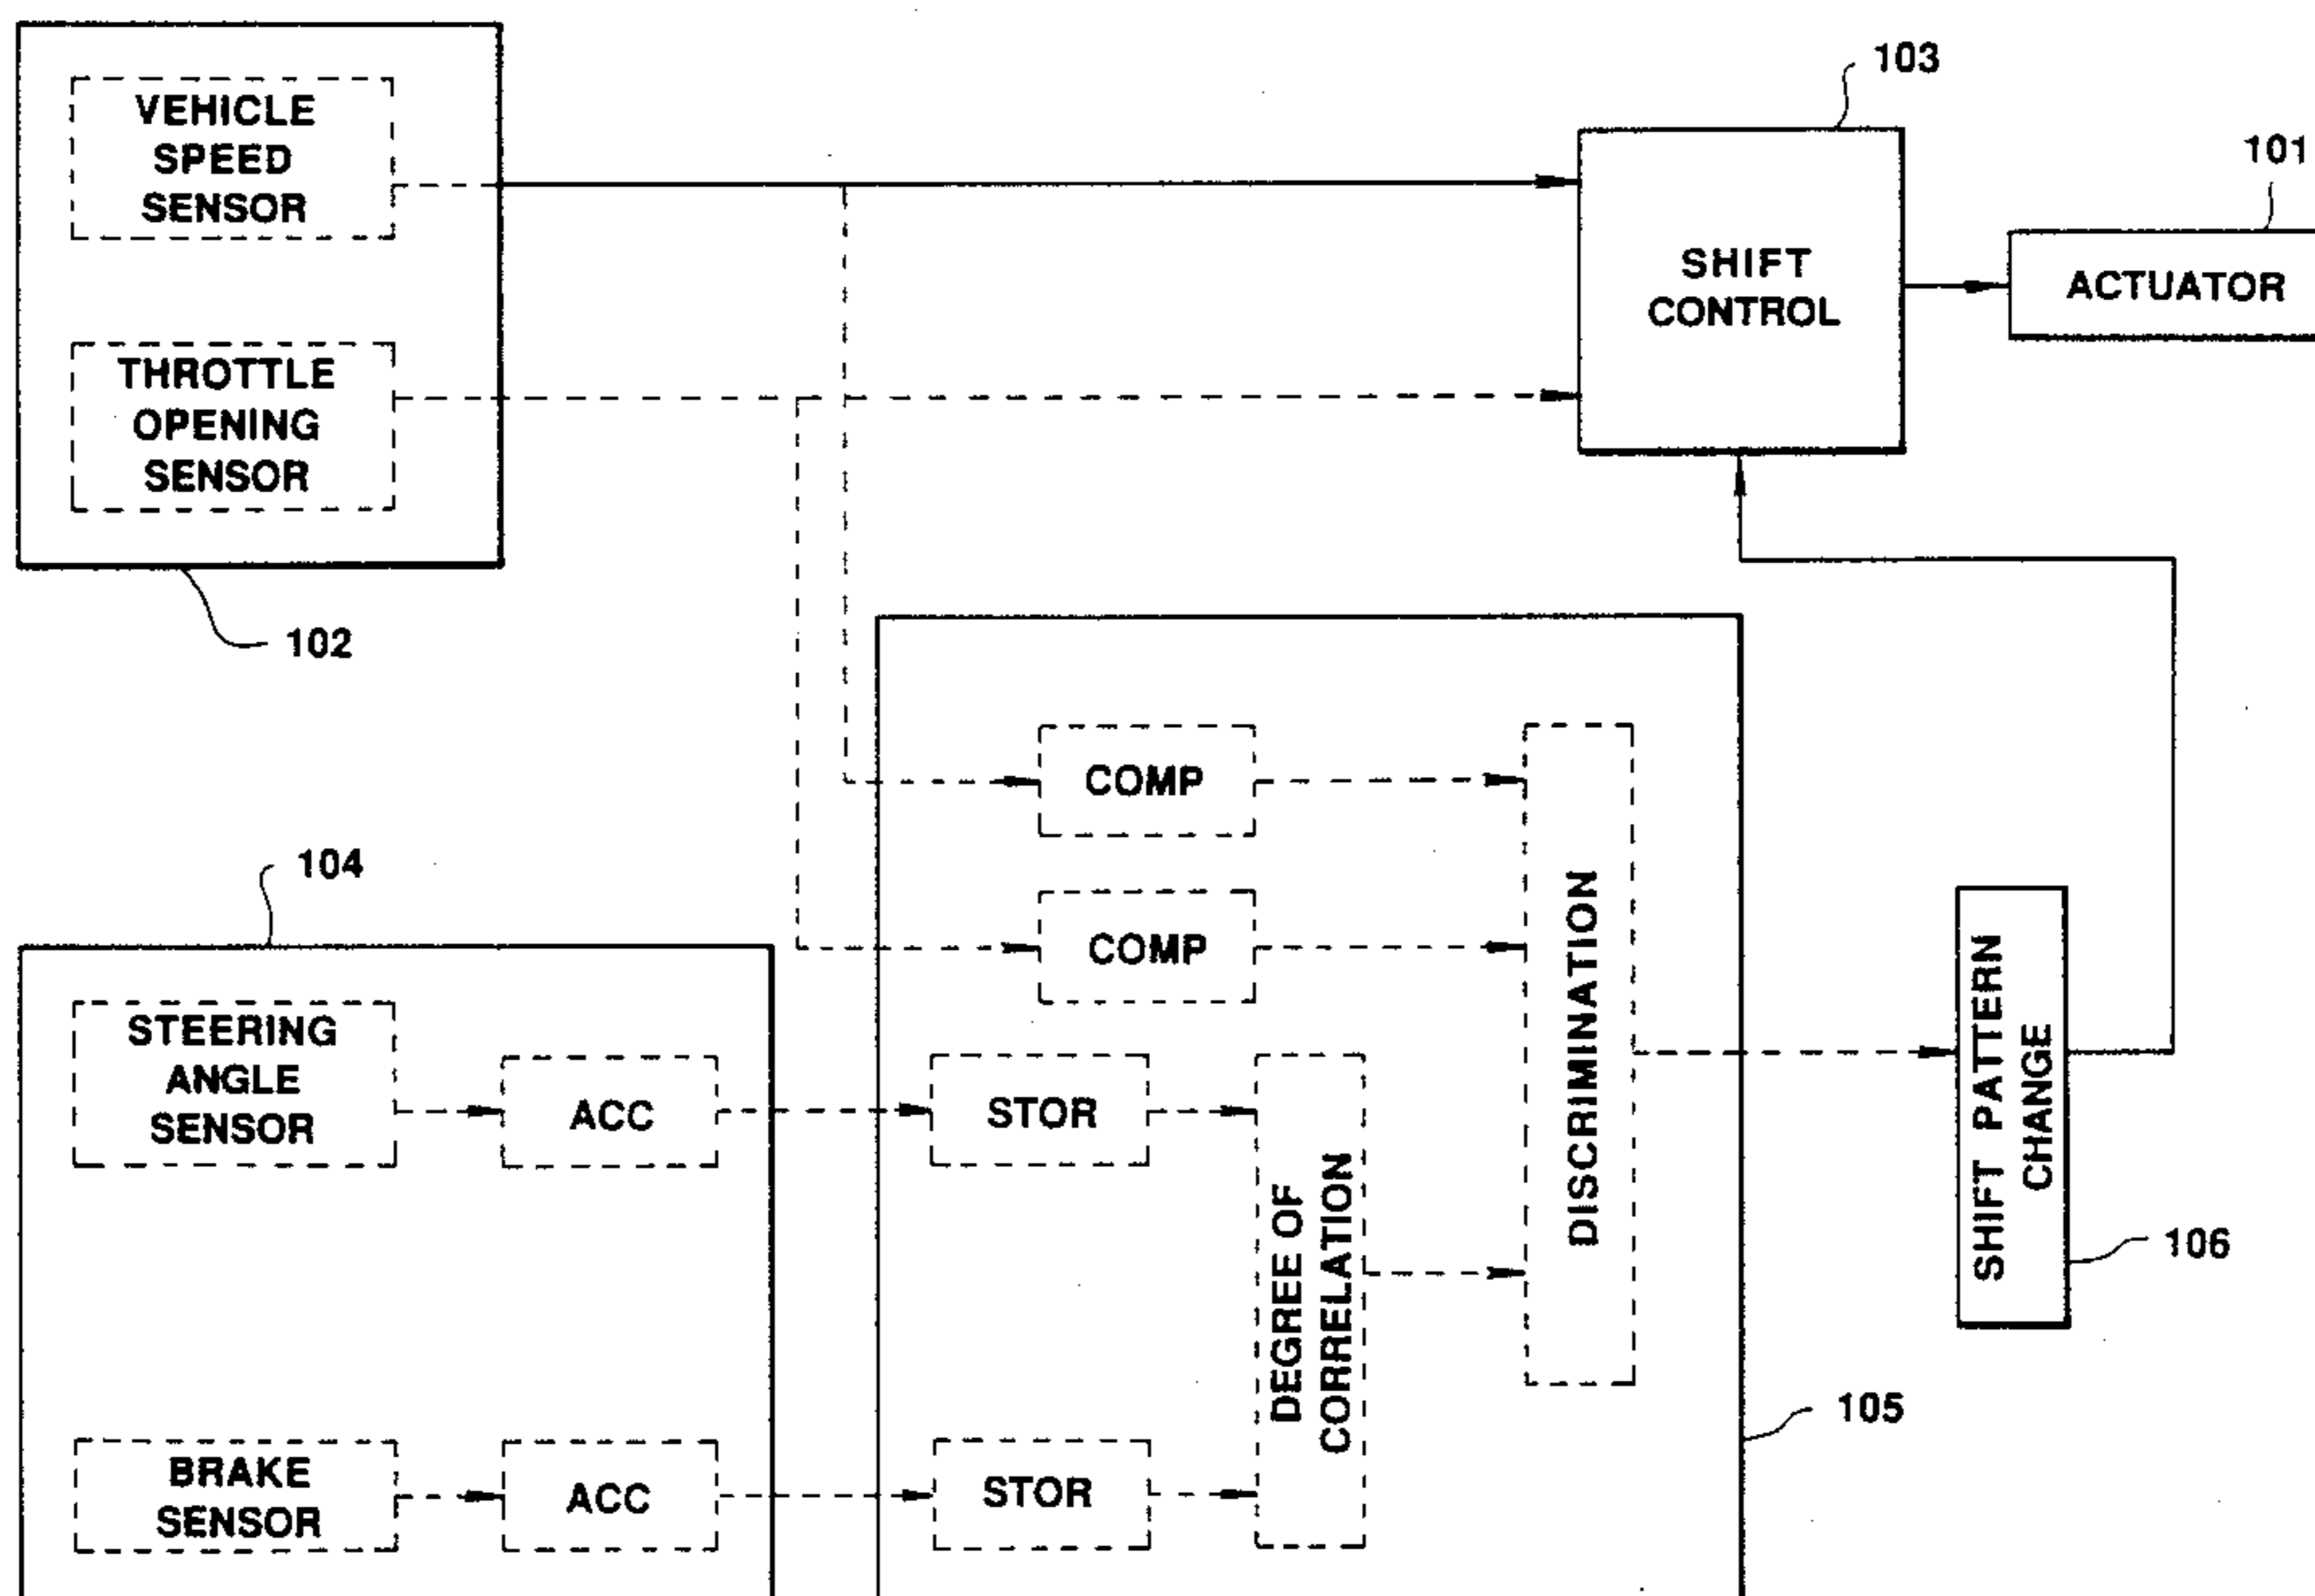 VEHICLE
SPEED
SENSOR
THROTTLE
OPENING
SENSOR
102
103
SHIFT
CONTROL
101
ACTUATOR
104
STEERING
ANGLE
SENSOR
ACC
BRAKE
SENSOR
ACC
COMP
COMP
STOR
STOR
DEGREE OF
CORRELATION
DISCRIMINATION
105
SHIFT PATTERN
CHANGE
106